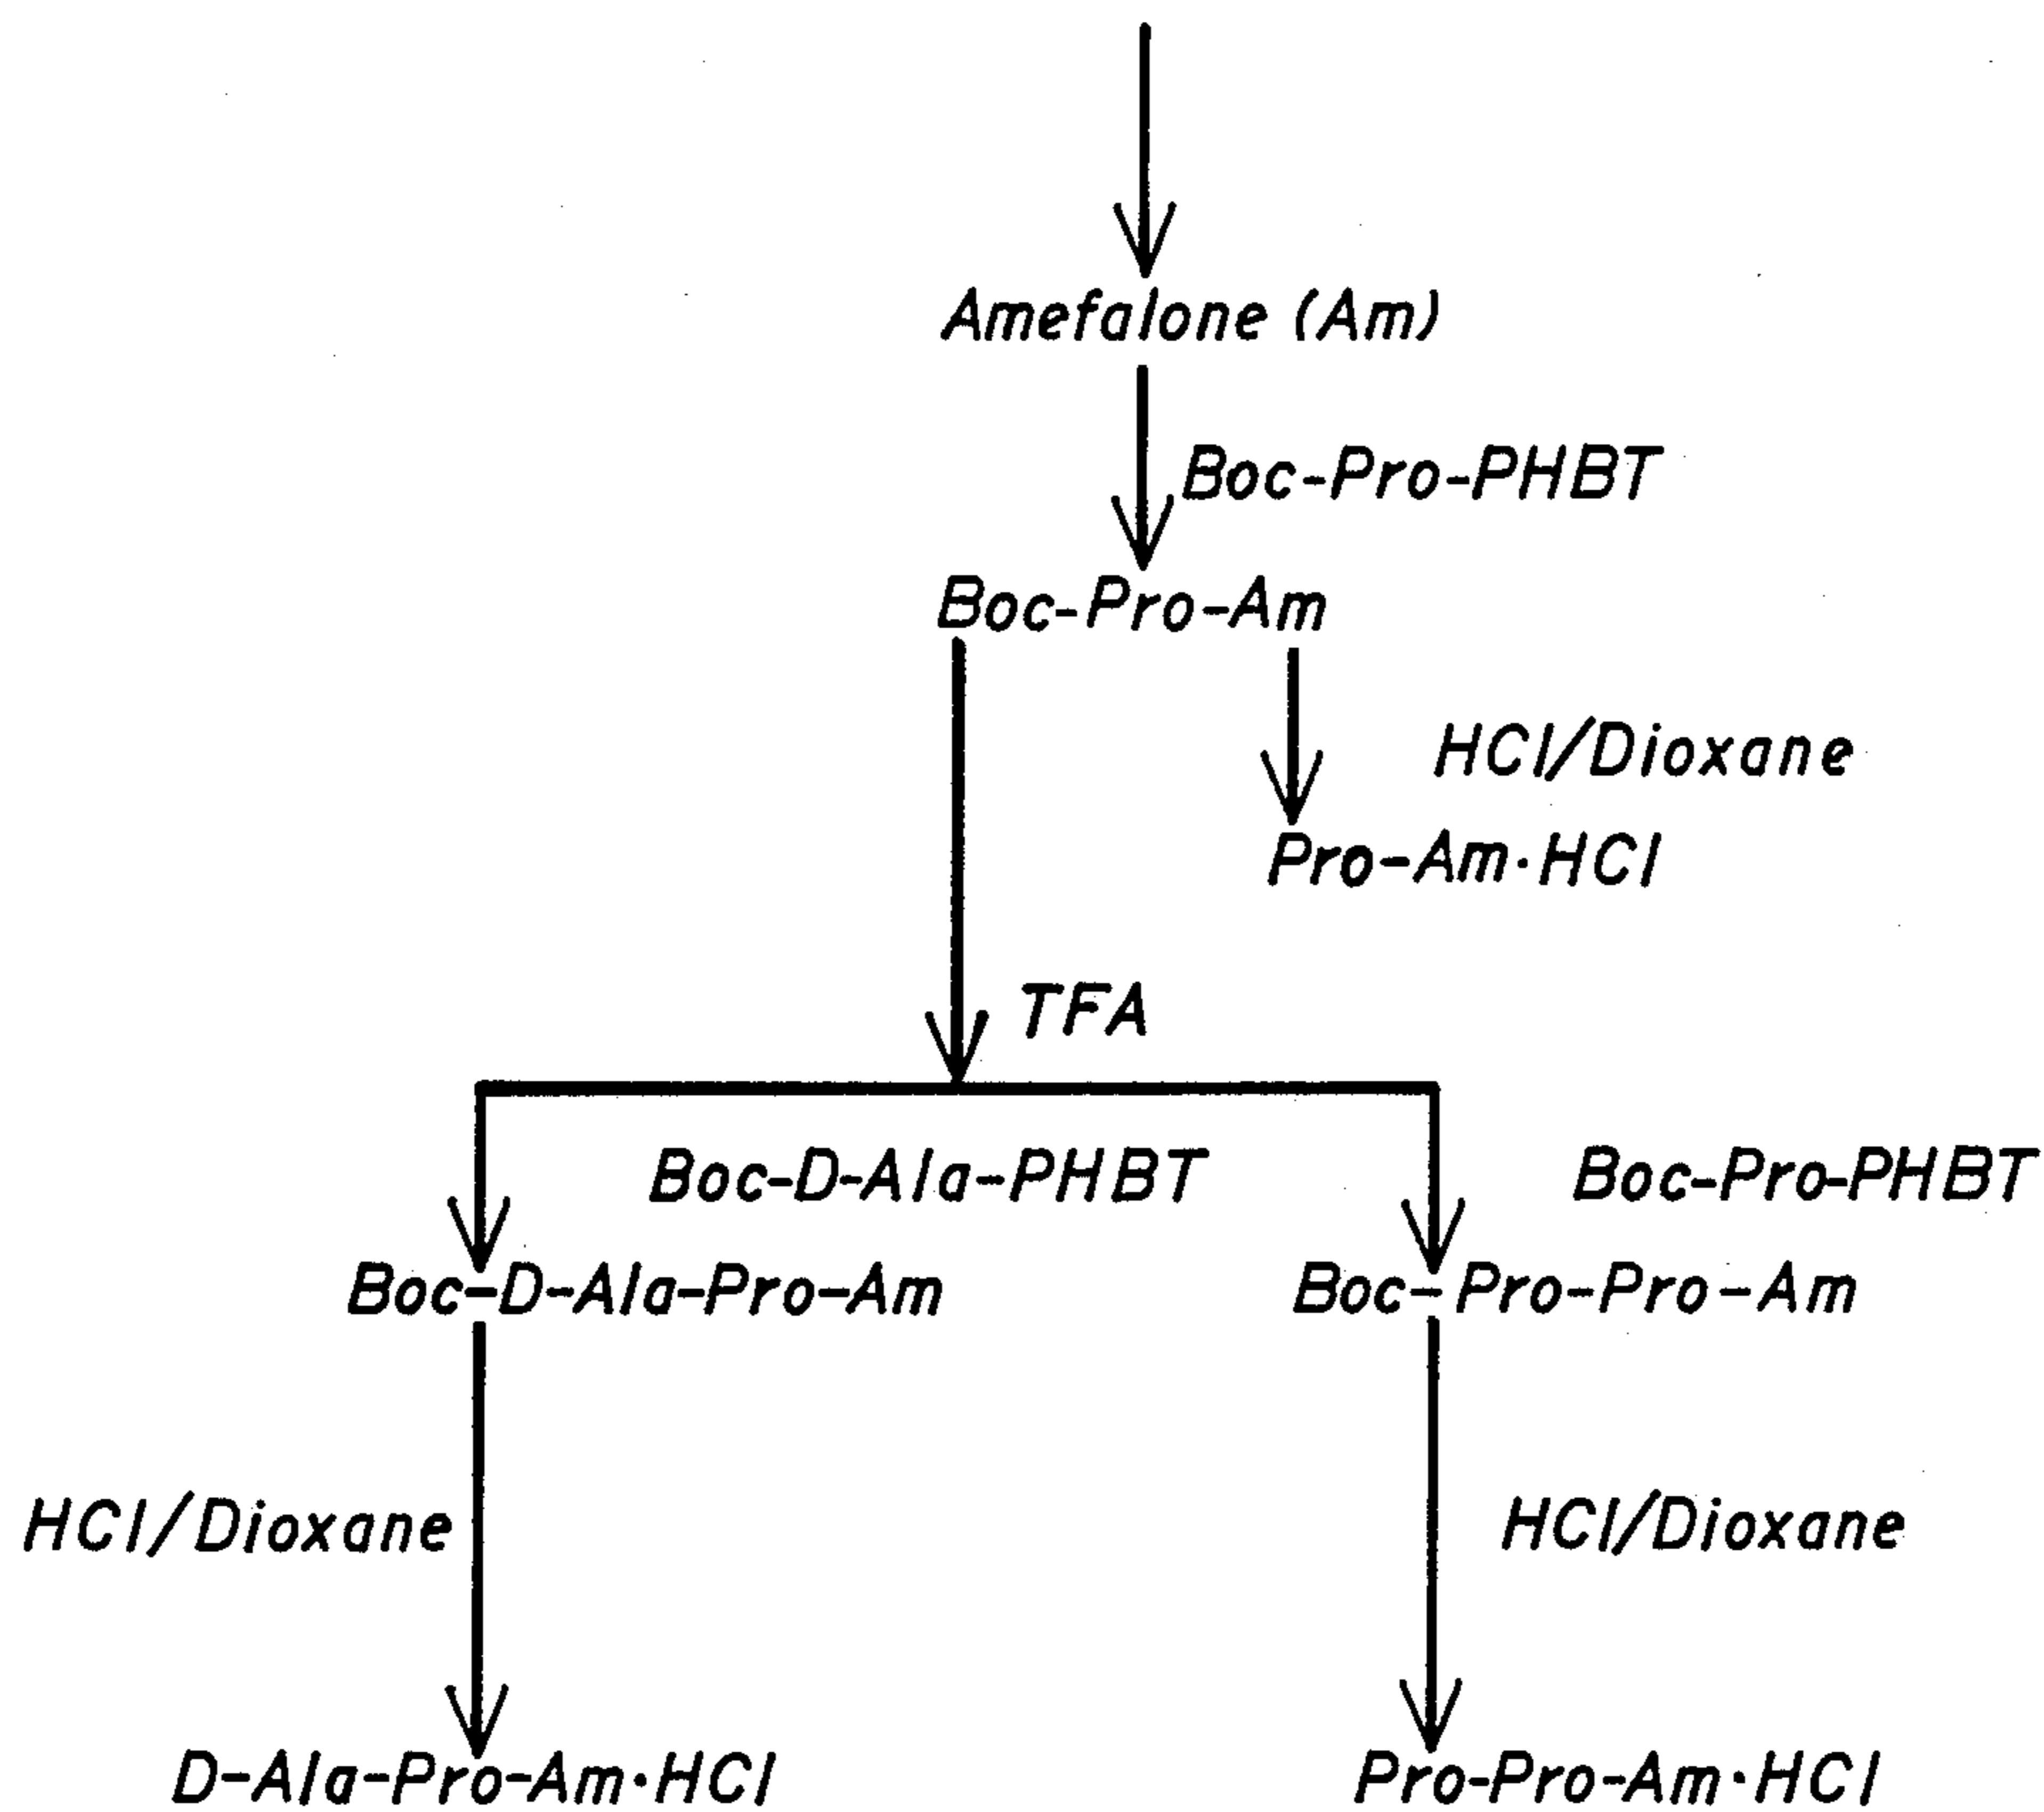 Amefalone (Am)
Boc-Pro-PHBT
Boc-Pro-Am
HCl/Dioxane
Pro-Am·HCl
TFA
Boc-D-Ala-PHBT
Boc-Pro-PHBT
Boc-D-Ala-Pro-Am
Boc-Pro-Pro-Am
HCl/Dioxane
HCl/Dioxane
D-Ala-Pro-Am·HCl
Pro-Pro-Am·HCl